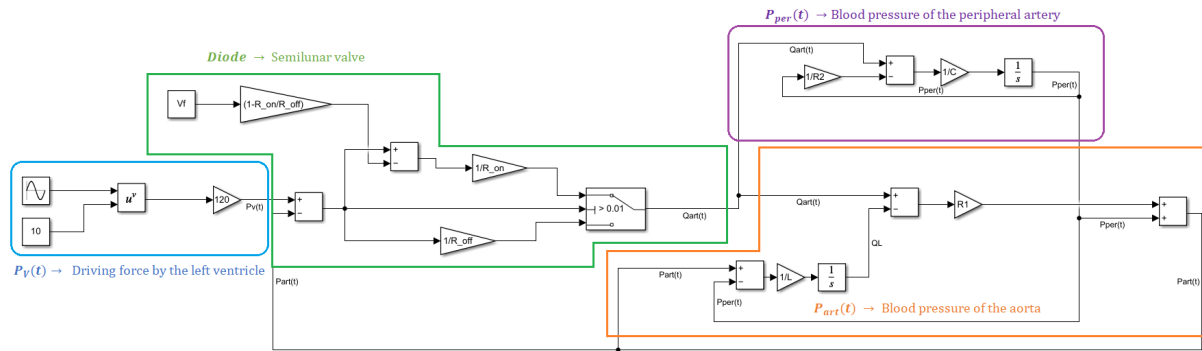 P_per(t) → Blood pressure of the peripheral artery
Diode → Semilunar valve
Qart(t)
+
−
1/R2
1/C
1
s
Pper(t)
Pper(t)
Vf
(1-R_on/R_off)
+
−
1/R_on
u^v
120
Pv(t)
10
+
−
> 0.01
1/R_off
Qart(t)
Qart(t)
+
−
R1
QL
+
+
Pper(t)
P_V(t) → Driving force by the left ventricle
Part(t)
Part(t)
+
−
Pper(t)
1/L
1
s
Pper(t)
Part(t)
P_art(t) → Blood pressure of the aorta